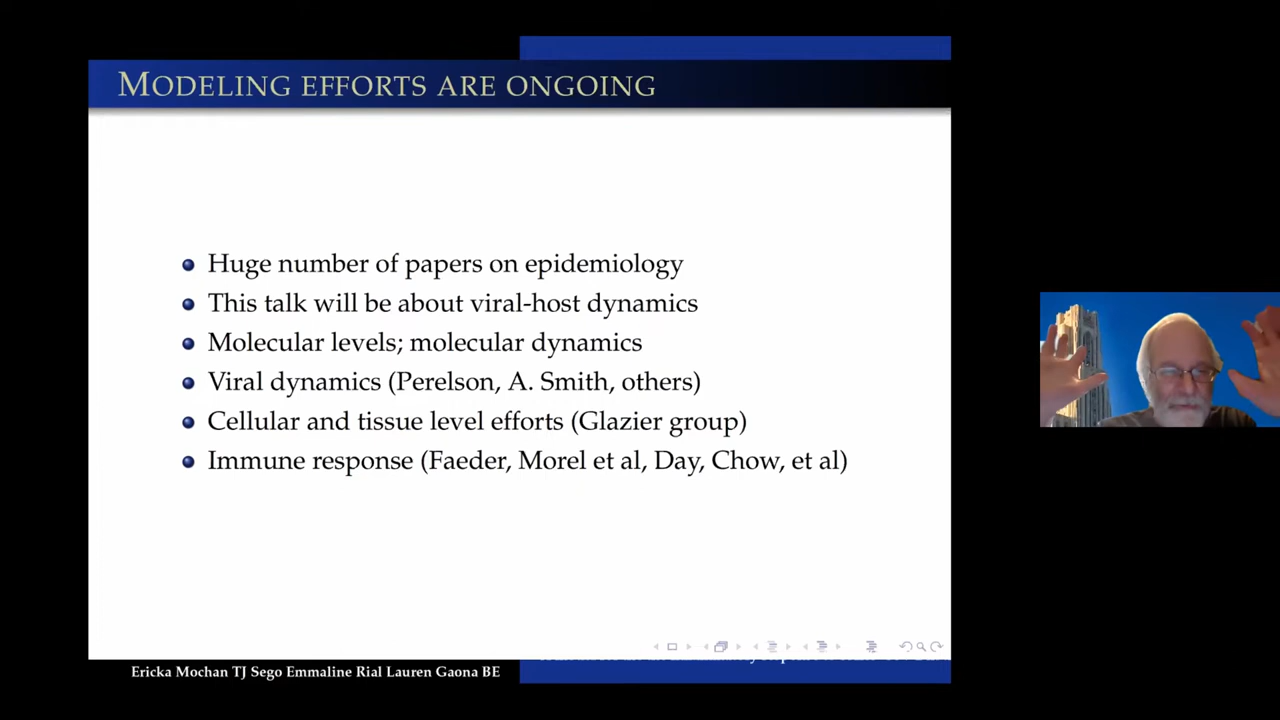 MODELING EFFORTS ARE ONGOING
Huge number of papers on epidemiology
This talk will be about viral-host dynamics
Molecular levels; molecular dynamics
Viral dynamics (Perelson, A. Smith, others)
Cellular and tissue level efforts (Glazier group)
Immune response (Faeder, Morel et al, Day, Chow, et al)
Ericka Mochan TJ Sego Emmaline Rial Lauren Gaona BE